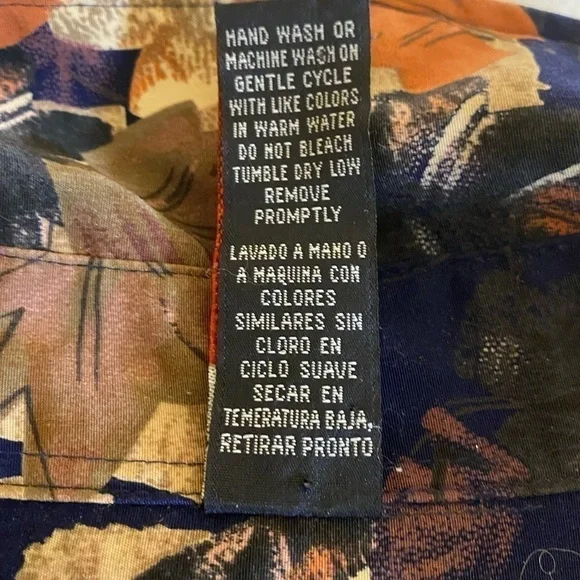 HAND WASH OR
MACHINE WASH ON
GENTLE CYCLE
WITH LIKE COLORS
IN WARM WATER
DO NOT BLEACH
TUMBLE DRY LOW
REMOVE
PROMPTLY
LAVADO A MANO O
A MAQUINA CON
COLORES
SIMILARES SIN
CLORO EN
CICLO SUAVE
SECAR EN
TEMERATURA BAJA,
RETIRAR PRONTO